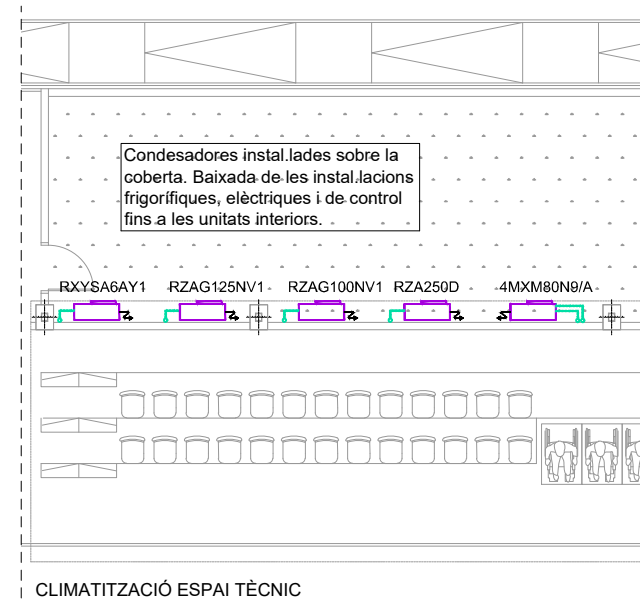 Condesadores instal.lades sobre la
coberta. Baixada de les instal.lacions
frigorífiques, elèctriques i de control
fins a les unitats interiors.
RXYSA6AY1 RZAG125NV1 RZAG100NV1 RZA250D 4MXM80N9/A
CLIMATITZACIÓ ESPAI TÈCNIC